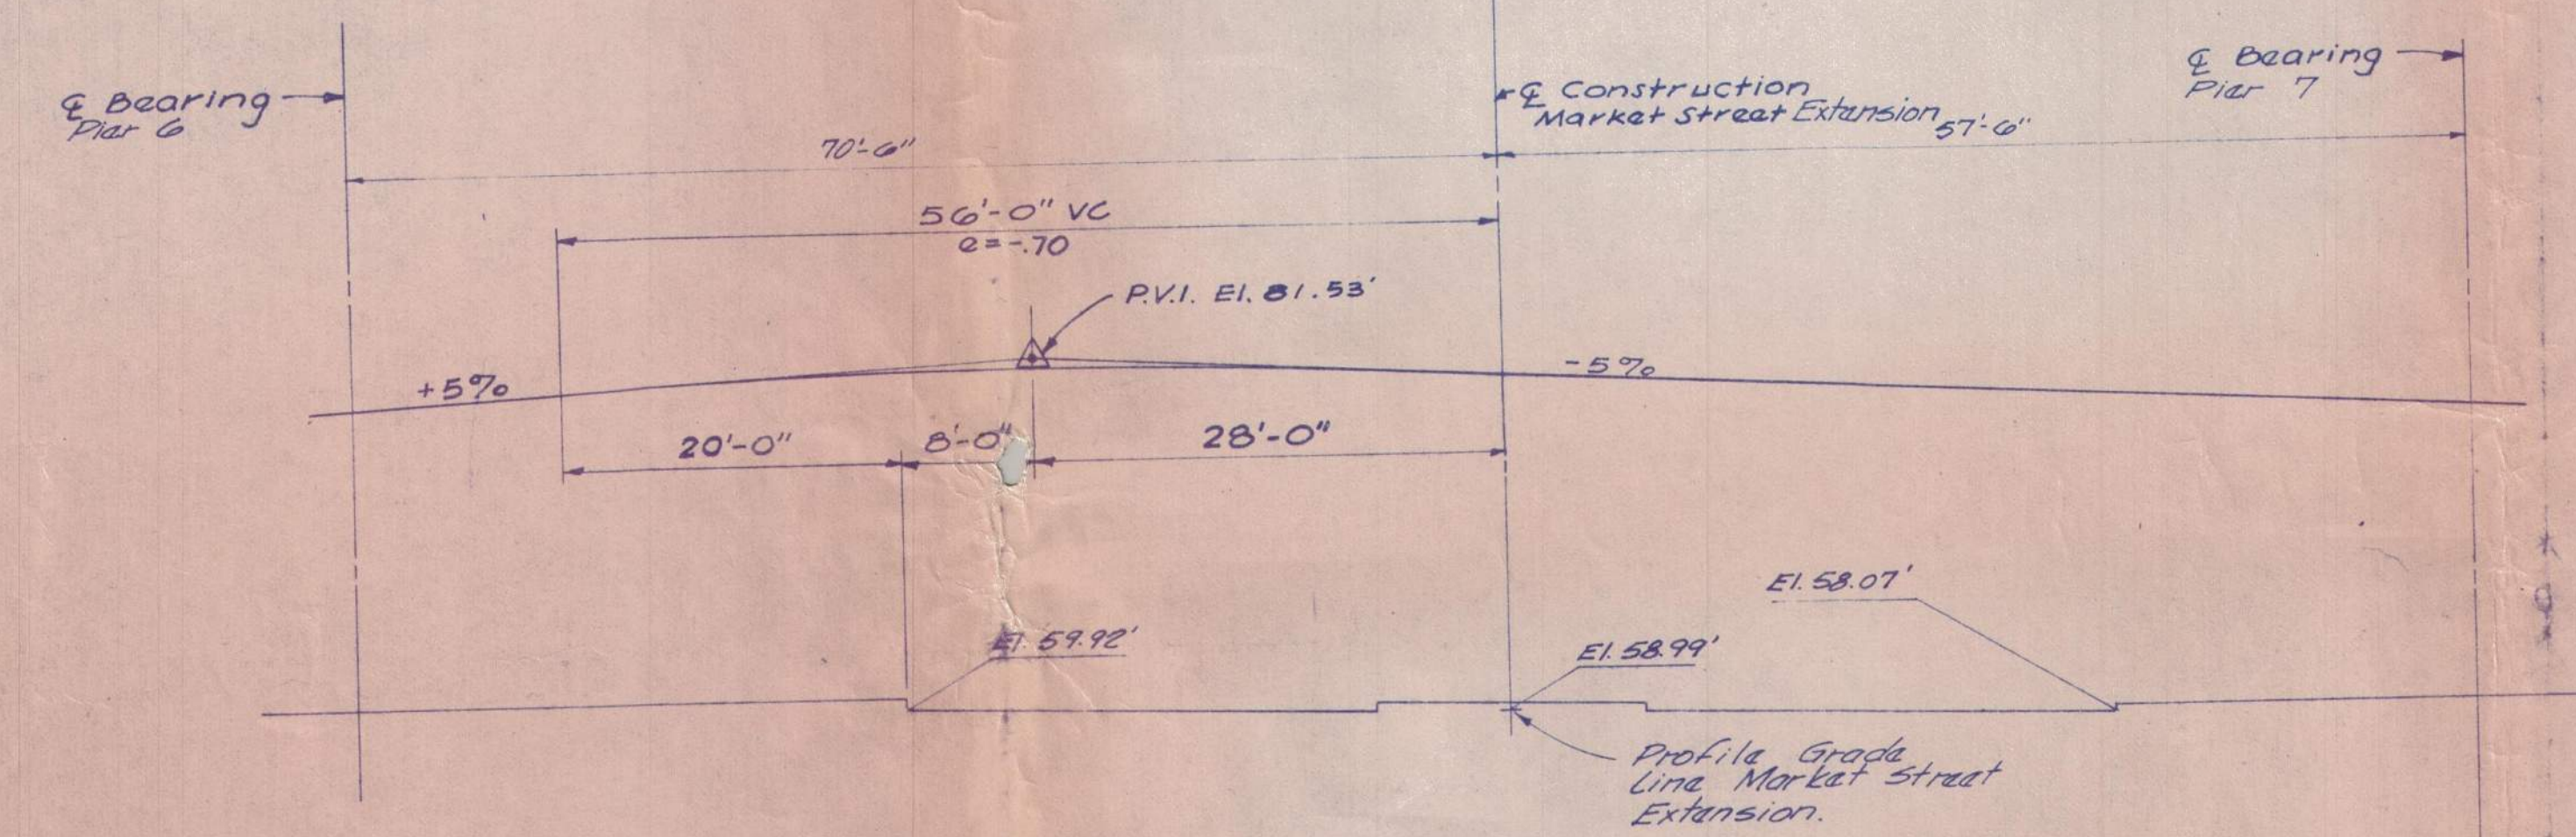 ℄ Bearing
Pier 6
℄ Construction
Market Street Extension
℄ Bearing
Pier 7
70'-6"
57'-6"
56'-0" VC
e=-.70
P.V.I. El. 81.53'
+5%
-5%
20'-0"
8'-0"
28'-0"
El. 59.92'
El. 58.99'
El. 58.07'
Profile Grade
Line Market Street
Extension.